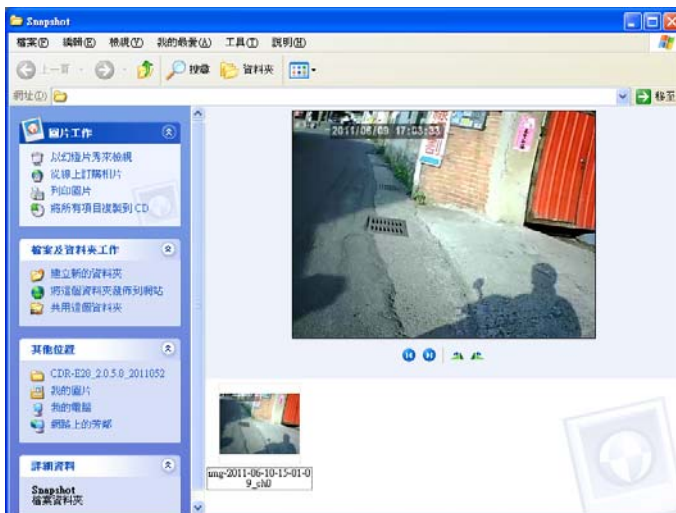 Snapshot
檔案(F) 編輯(E) 檢視(V) 我的最愛(A) 工具(T) 說明(H)
上一頁 搜尋 資料夾
網址(D) 移至
圖片工作
以幻燈片秀來檢視
從線上訂購相片
列印圖片
將所有項目複製到 CD
檔案及資料夾工作
建立新的資料夾
將這個資料夾發佈到網站
共用這個資料夾
其他位置
CDR-E20_2.0.5.0_2011052
我的圖片
我的電腦
網路上的芳鄰
詳細資料
Snapshot
檔案資料夾
2011/06/09 17:03:33
img-2011-06-10-15-01-0
9_sh0